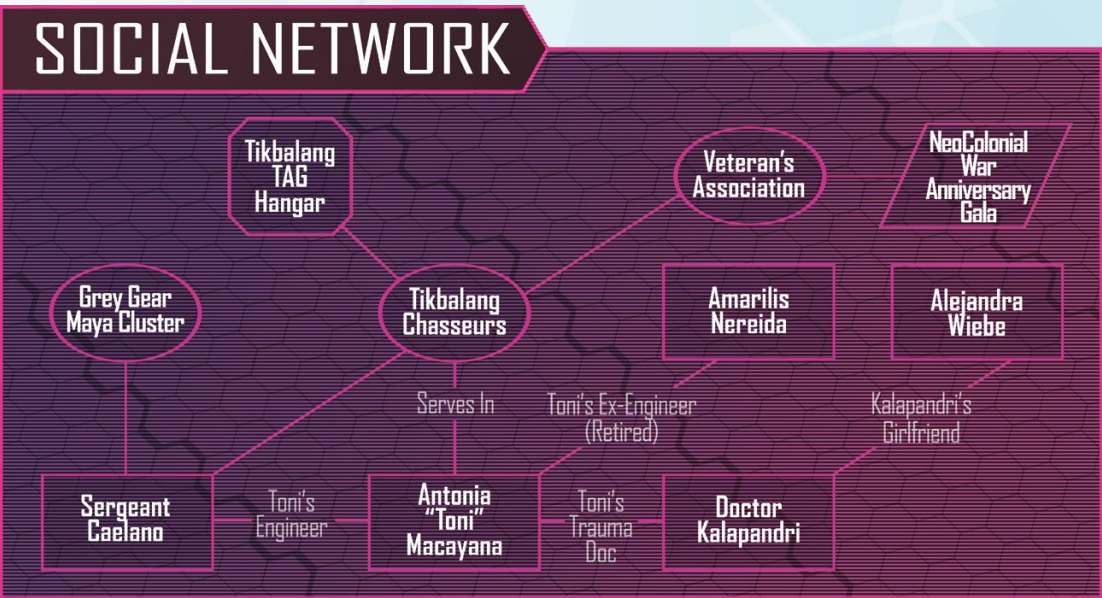 SOCIAL NETWORK
Tikbalang
TAG
Hangar
Veteran's
Association
NeoColonial
War
Anniversary
Gala
Grey Gear
Maya Cluster
Tikbalang
Chasseurs
Amarilis
Nereida
Alejandra
Wiebe
Serves In
Toni's Ex-Engineer
(Retired)
Kalapandri's
Girlfriend
Sergeant
Caelano
Toni's
Engineer
Antonia
"Toni"
Macayana
Toni's
Trauma
Doc
Doctor
Kalapandri